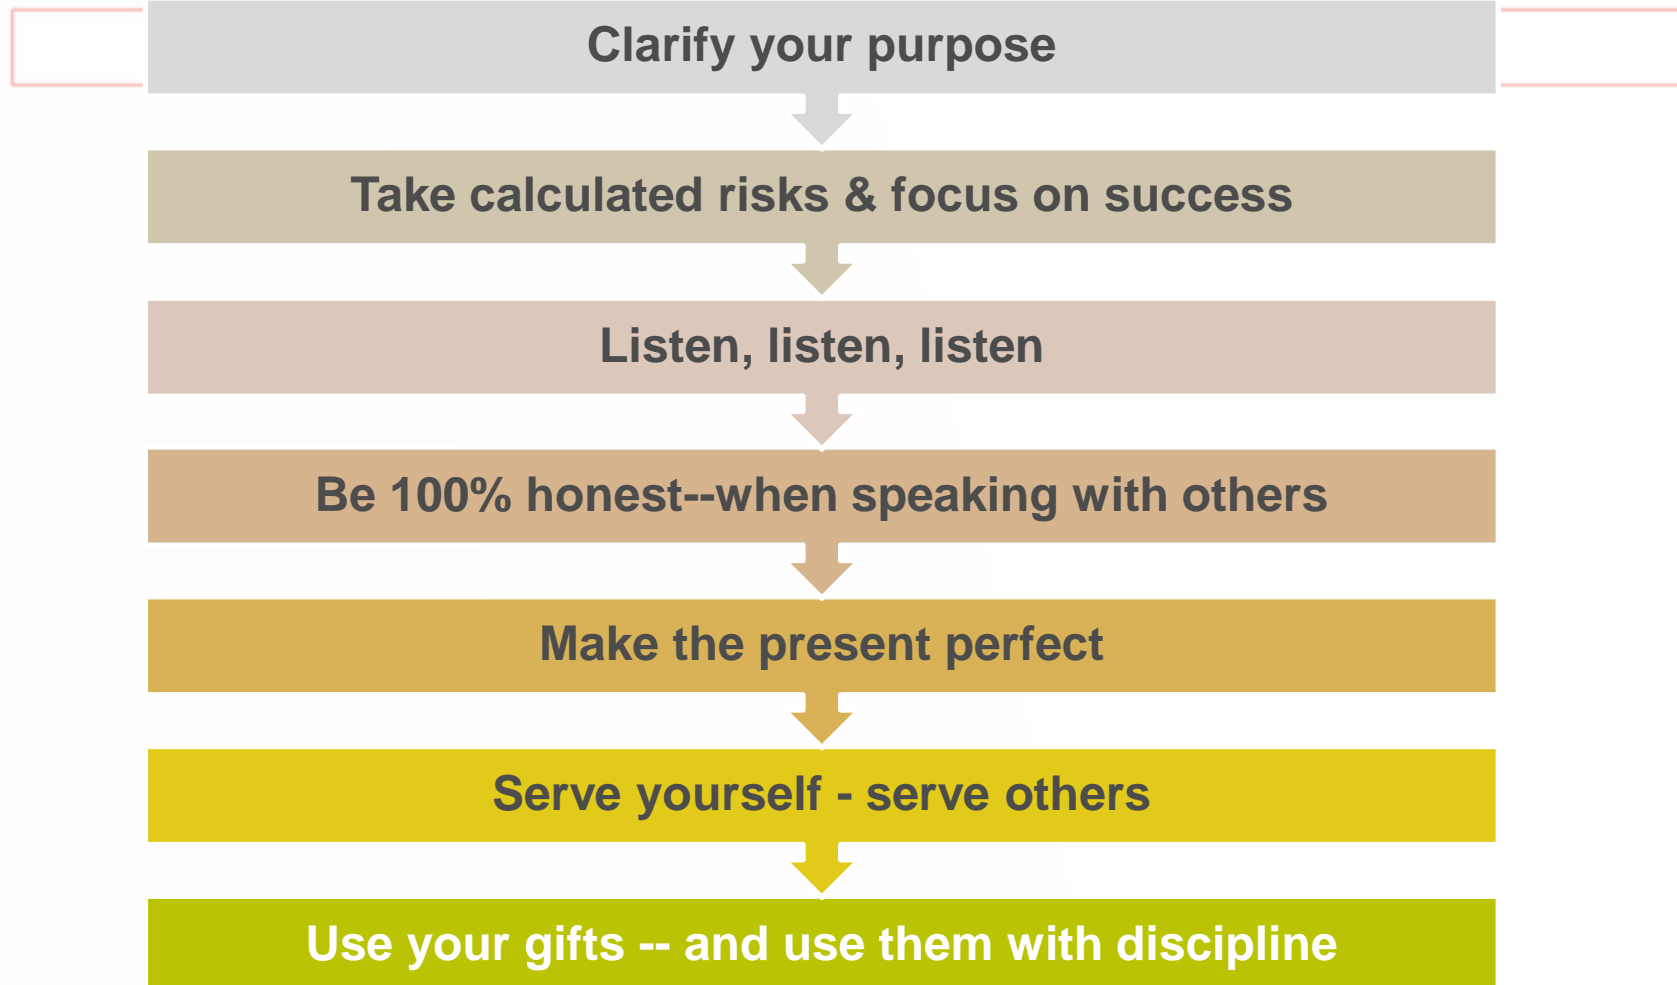 Clarify your purpose
Take calculated risks & focus on success
Listen, listen, listen
Be 100% honest--when speaking with others
Make the present perfect
Serve yourself - serve others
Use your gifts -- and use them with discipline